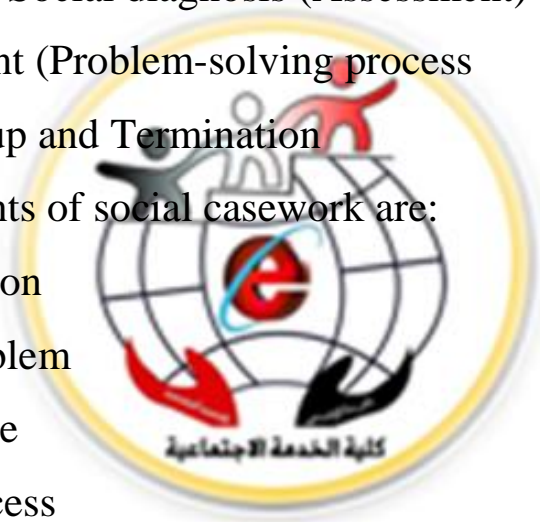 Social diagnosis (Assessment)
nt (Problem-solving process
up and Termination
nts of social casework are:
on
blem
e
cess
e
كلية الخدمة الاجتماعية